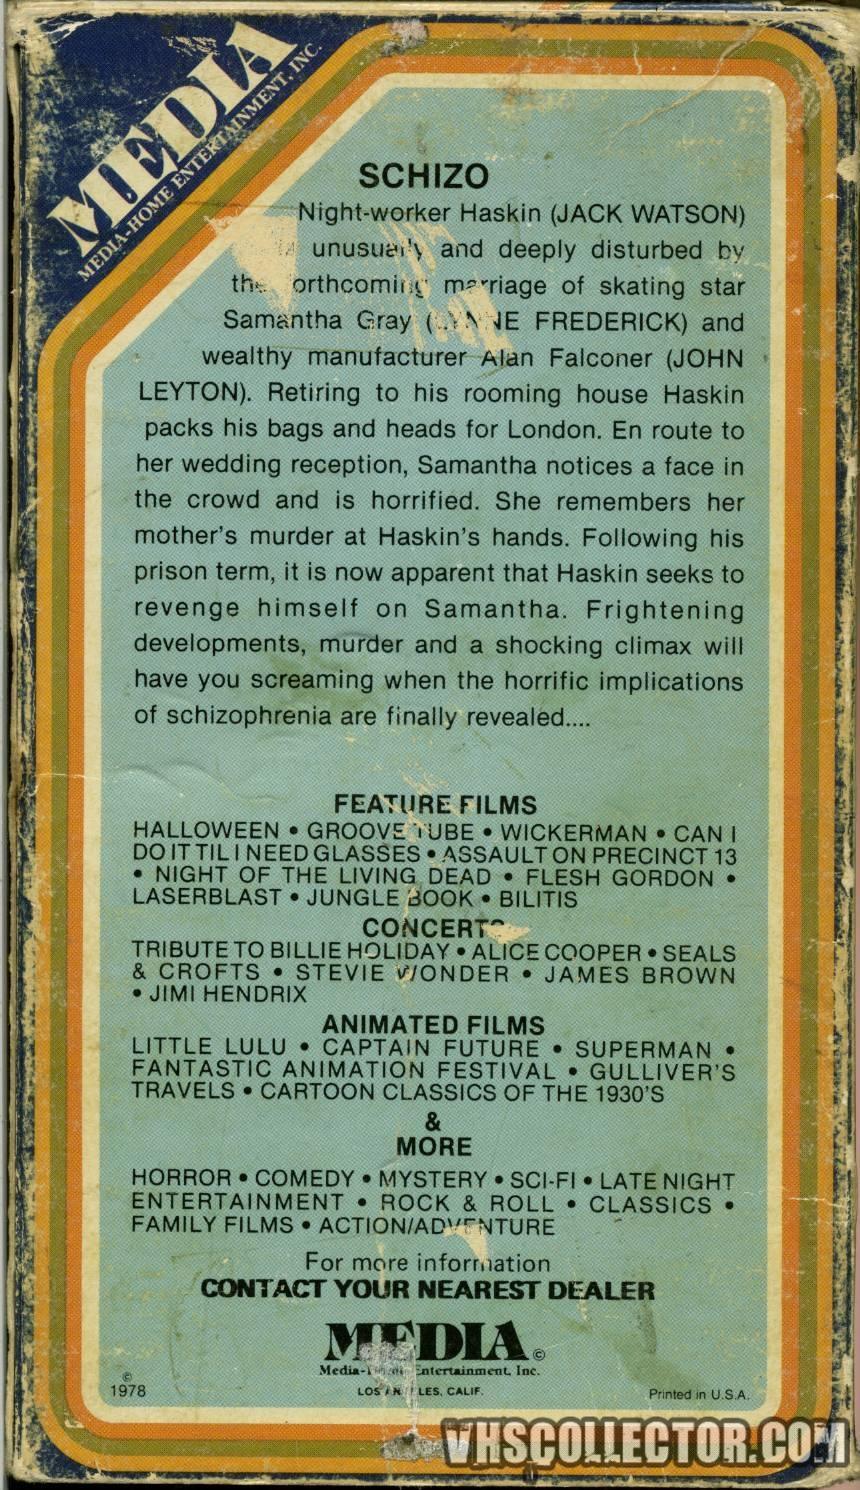 MEDIA
MEDIA-HOME ENTERTAINMENT, INC.
SCHIZO
Night-worker Haskin (JACK WATSON)
unusually and deeply disturbed by
the forthcoming marriage of skating star
Samantha Gray (LYNNE FREDERICK) and
wealthy manufacturer Alan Falconer (JOHN
LEYTON). Retiring to his rooming house Haskin
packs his bags and heads for London. En route to
her wedding reception, Samantha notices a face in
the crowd and is horrified. She remembers her
mother's murder at Haskin's hands. Following his
prison term, it is now apparent that Haskin seeks to
revenge himself on Samantha. Frightening
developments, murder and a shocking climax will
have you screaming when the horrific implications
of schizophrenia are finally revealed....
FEATURE FILMS
HALLOWEEN • GROOVE TUBE • WICKERMAN • CAN I
DO IT TIL I NEED GLASSES • ASSAULT ON PRECINCT 13
• NIGHT OF THE LIVING DEAD • FLESH GORDON •
LASERBLAST • JUNGLE BOOK • BILITIS
CONCERTS
TRIBUTE TO BILLIE HOLIDAY • ALICE COOPER • SEALS
& CROFTS • STEVIE WONDER • JAMES BROWN
• JIMI HENDRIX
ANIMATED FILMS
LITTLE LULU • CAPTAIN FUTURE • SUPERMAN •
FANTASTIC ANIMATION FESTIVAL • GULLIVER'S
TRAVELS • CARTOON CLASSICS OF THE 1930'S
&
MORE
HORROR • COMEDY • MYSTERY • SCI-FI • LATE NIGHT
ENTERTAINMENT • ROCK & ROLL • CLASSICS •
FAMILY FILMS • ACTION/ADVENTURE
For more information
CONTACT YOUR NEAREST DEALER
MEDIA ©
Media-Home Entertainment, Inc.
LOS ANGELES, CALIF.
©
1978
Printed in U.S.A.
VHSCOLLECTOR.COM